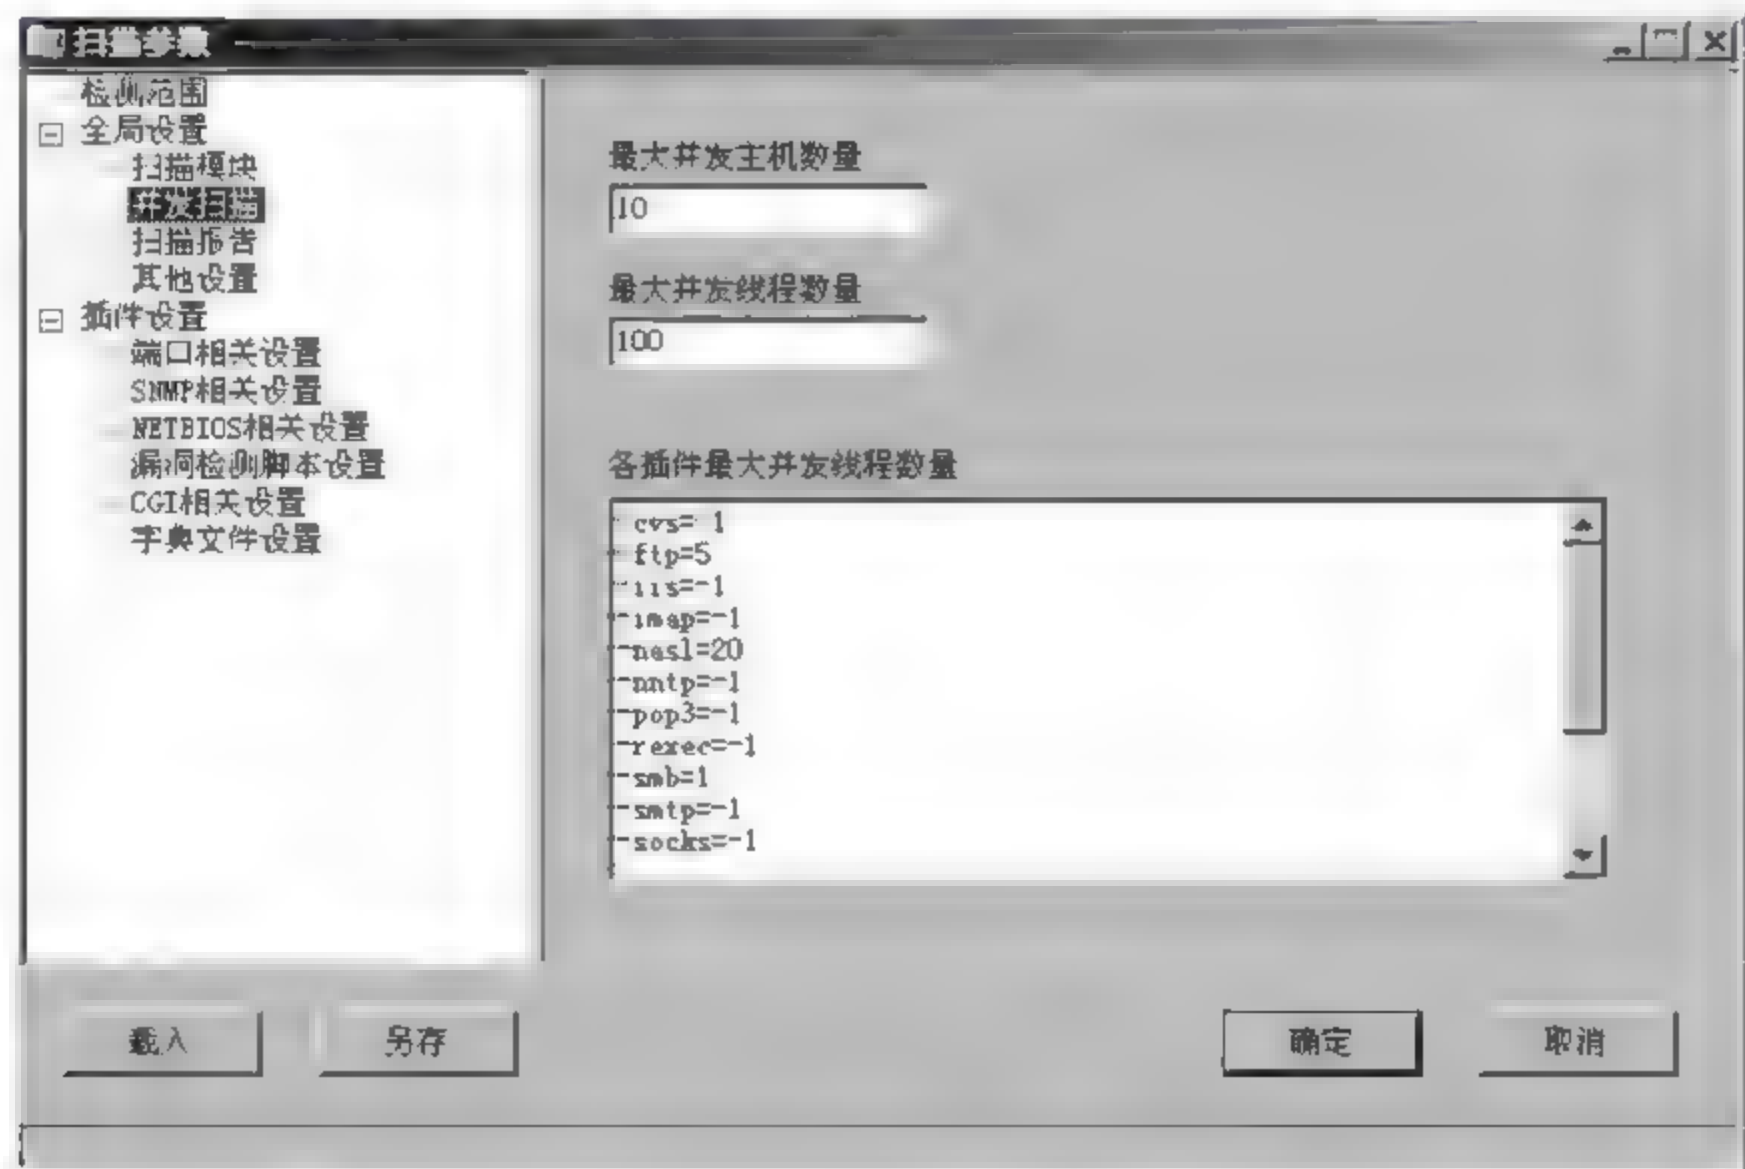 扫描参数
检测范围
全局设置
扫描模块
并发扫描
扫描报告
其他设置
插件设置
端口相关设置
SNMP相关设置
NETBIOS相关设置
漏洞检测脚本设置
CGI相关设置
字典文件设置
最大并发主机数量
10
最大并发线程数量
100
各插件最大并发线程数量
cvs=-1
ftp=5
iis=-1
imap=-1
nasl=20
nntp=-1
pop3=-1
rexec=-1
smb=1
smtp=-1
socks=-1
载入
另存
确定
取消